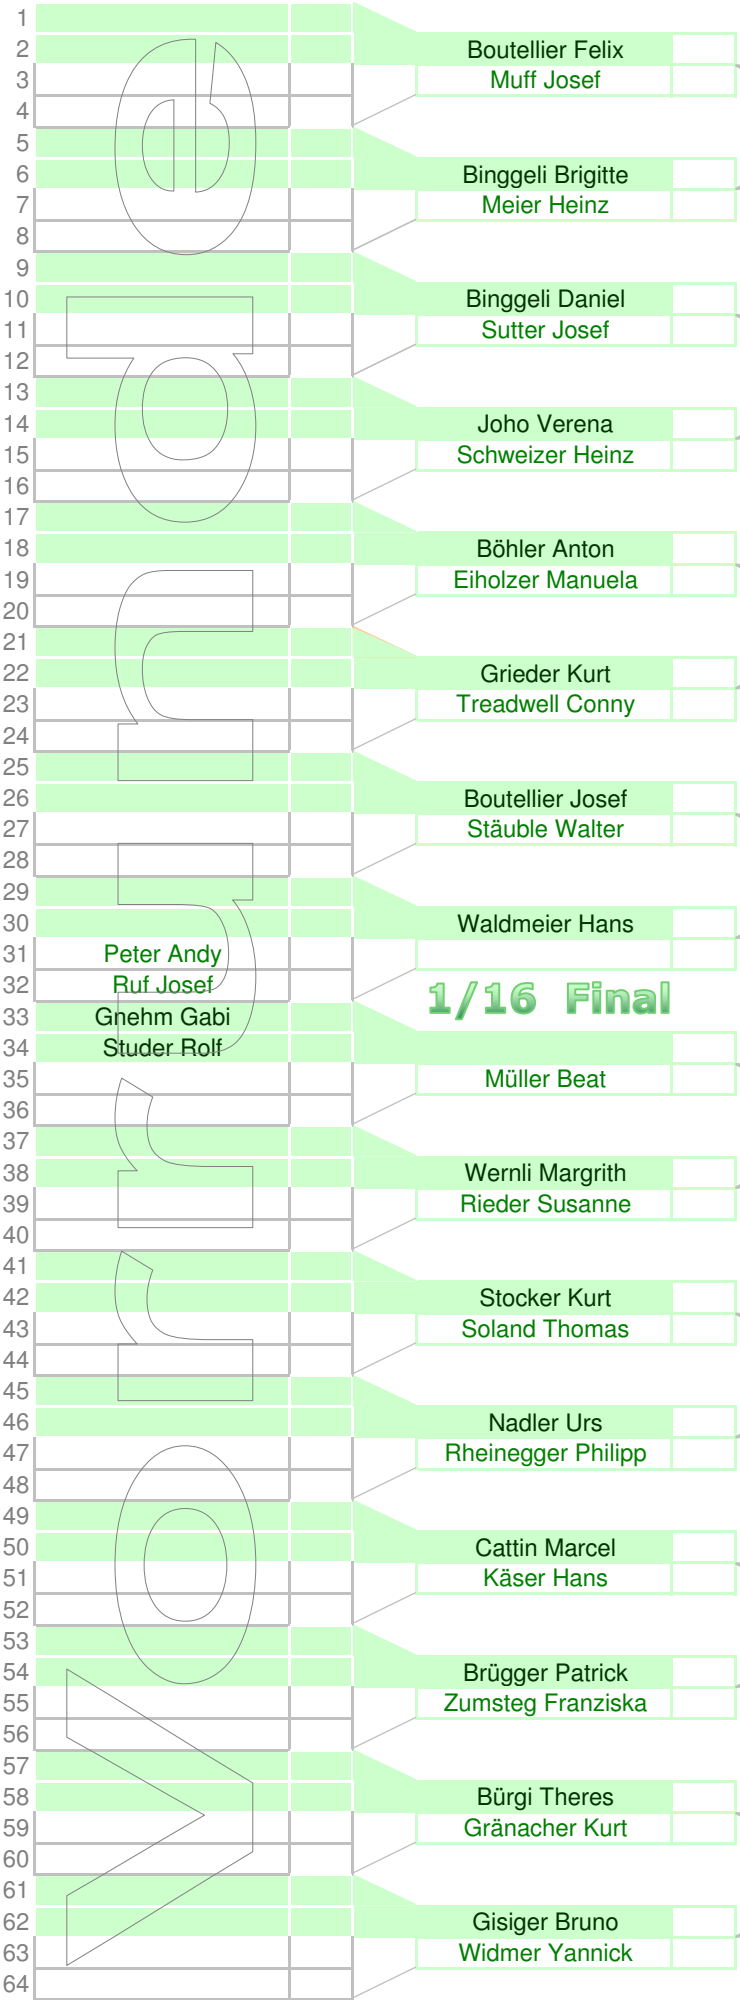 1
2 Boutellier Felix
3 Muff Josef
4
5
6 Binggeli Brigitte
7 Meier Heinz
8
9
10 Binggeli Daniel
11 Sutter Josef
12
13
14 Joho Verena
15 Schweizer Heinz
16
17
18 Böhler Anton
19 Eiholzer Manuela
20
21
22 Grieder Kurt
23 Treadwell Conny
24
25
26 Boutellier Josef
27 Stäuble Walter
28
29
30 Waldmeier Hans
31 Peter Andy
32 Ruf Josef 1/16 Final
33 Gnehm Gabi
34 Studer Rolf
35 Müller Beat
36
37
38 Wernli Margrith
39 Rieder Susanne
40
41
42 Stocker Kurt
43 Soland Thomas
44
45
46 Nadler Urs
47 Rheinegger Philipp
48
49
50 Cattin Marcel
51 Käser Hans
52
53
54 Brügger Patrick
55 Zumsteg Franziska
56
57
58 Bürgi Theres
59 Gränacher Kurt
60
61
62 Gisiger Bruno
63 Widmer Yannick
64
Vorrunde